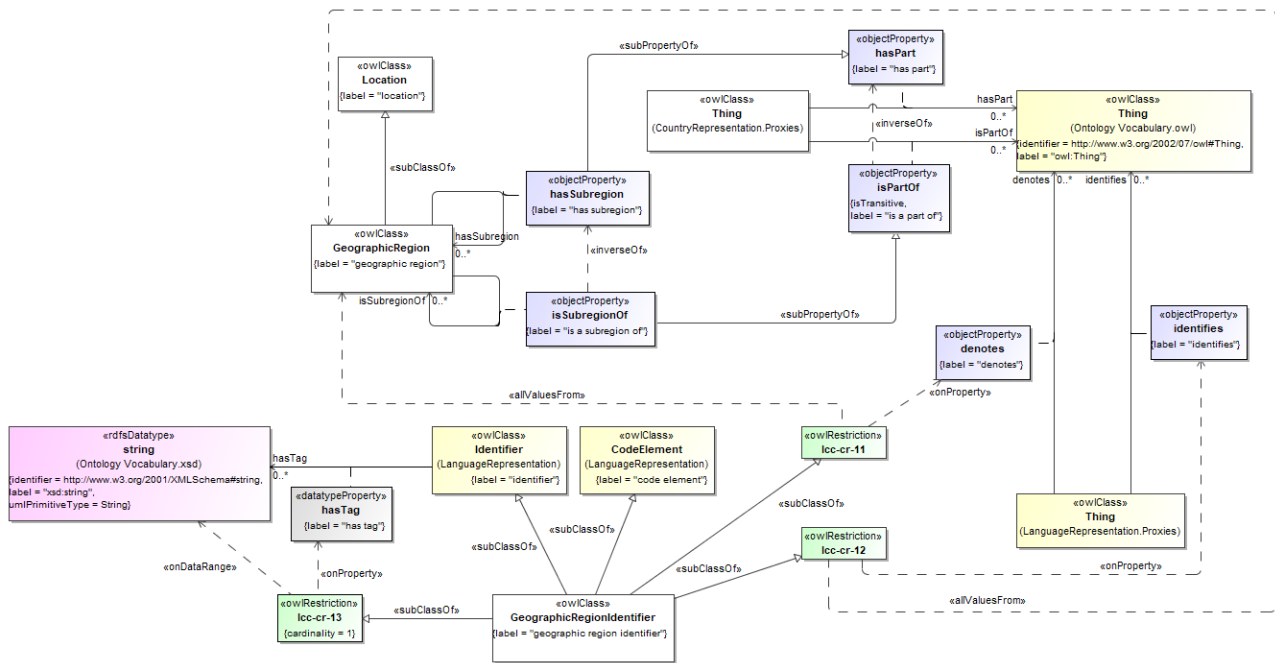 «objectProperty»
hasPart
{label = "has part"}
«subPropertyOf»
«owlClass»
Location
{label = "location"}
«owlClass»
Thing
(CountryRepresentation.Proxies)
hasPart
0..*
isPartOf
0..*
«inverseOf»
«owlClass»
Thing
(Ontology Vocabulary.owl)
{identifier = http://www.w3.org/2002/07/owl#Thing,
label = "owl:Thing"}
denotes
0..*
identifies
0..*
«subClassOf»
«objectProperty»
hasSubregion
{label = "has subregion"}
«objectProperty»
isPartOf
{isTransitive,
label = "is a part of"}
«owlClass»
GeographicRegion
{label = "geographic region"}
hasSubregion
0..*
«inverseOf»
isSubregionOf
0..*
«objectProperty»
isSubregionOf
{label = "is a subregion of"}
«subPropertyOf»
«objectProperty»
denotes
{label = "denotes"}
«objectProperty»
identifies
{label = "identifies"}
«allValuesFrom»
«onProperty»
«rdfsDatatype»
string
(Ontology Vocabulary.xsd)
{identifier = http://www.w3.org/2001/XMLSchema#string,
label = "xsd:string",
umlPrimitiveType = String}
hasTag
0..*
«owlClass»
Identifier
(LanguageRepresentation)
{label = "identifier"}
«owlClass»
CodeElement
(LanguageRepresentation)
{label = "code element"}
«owlRestriction»
lcc-cr-11
«datatypeProperty»
hasTag
{label = "has tag"}
«subClassOf»
«owlClass»
Thing
(LanguageRepresentation.Proxies)
«subClassOf»
«subClassOf»
«owlRestriction»
lcc-cr-12
«onDataRange»
«onProperty»
«subClassOf»
«onProperty»
«allValuesFrom»
«owlRestriction»
lcc-cr-13
{cardinality = 1}
«subClassOf»
«owlClass»
GeographicRegionIdentifier
{label = "geographic region identifier"}